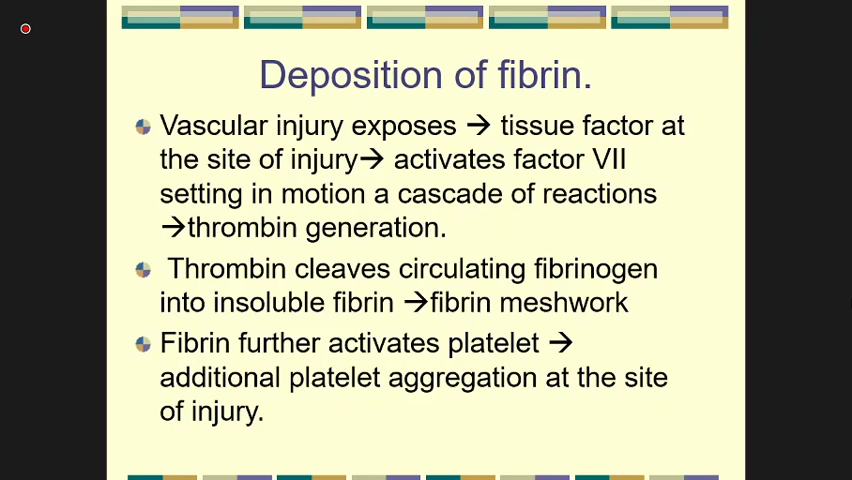 Deposition of fibrin.
Vascular injury exposes → tissue factor at
the site of injury→ activates factor VII
setting in motion a cascade of reactions
→thrombin generation.
Thrombin cleaves circulating fibrinogen
into insoluble fibrin →fibrin meshwork
Fibrin further activates platelet →
additional platelet aggregation at the site
of injury.